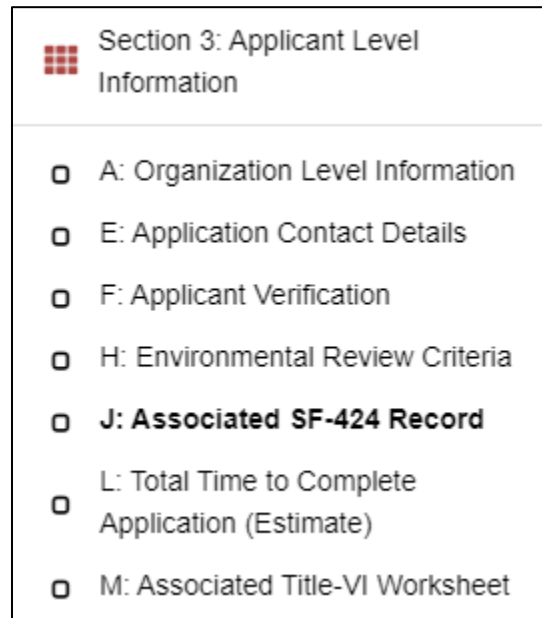 Section 3: Applicant Level
Information
A: Organization Level Information
E: Application Contact Details
F: Applicant Verification
H: Environmental Review Criteria
J: Associated SF-424 Record
L: Total Time to Complete
Application (Estimate)
M: Associated Title-VI Worksheet